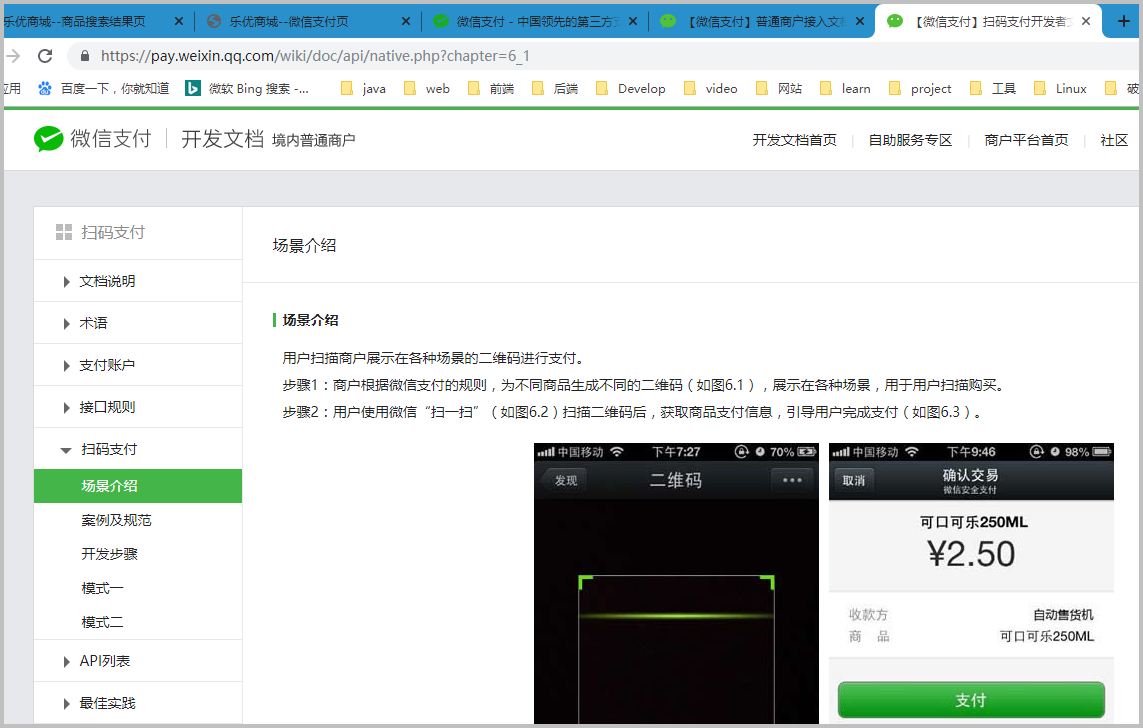 乐优商城--商品搜索结果页
乐优商城--微信支付页
微信支付 - 中国领先的第三方支
【微信支付】普通商户接入文档
【微信支付】扫码支付开发者文
https://pay.weixin.qq.com/wiki/doc/api/native.php?chapter=6_1
应用 百度一下，你就知道 微软 Bing 搜索 -... java web 前端 后端 Develop video 网站 learn project 工具 Linux 破
微信支付 开发文档 境内普通商户
开发文档首页 自助服务专区 商户平台首页 社区
扫码支付
文档说明
术语
支付账户
接口规则
扫码支付
场景介绍
案例及规范
开发步骤
模式一
模式二
API列表
最佳实践
场景介绍
场景介绍
用户扫描商户展示在各种场景的二维码进行支付。
步骤1：商户根据微信支付的规则，为不同商品生成不同的二维码（如图6.1），展示在各种场景，用于用户扫描购买。
步骤2：用户使用微信“扫一扫”（如图6.2）扫描二维码后，获取商品支付信息，引导用户完成支付（如图6.3）。
中国移动 下午7:27 70%
发现 二维码
中国移动 下午9:46 98%
取消 确认交易
微信安全支付
可口可乐250ML
¥2.50
收款方 自动售货机
商 品 可口可乐250ML
支付